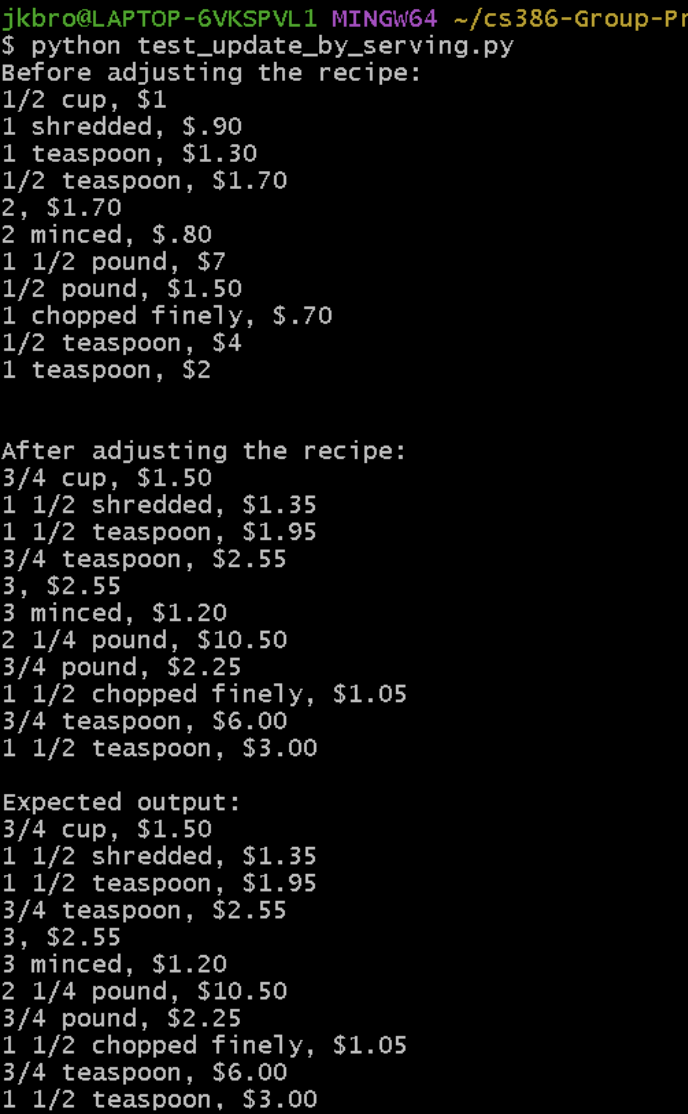 jkbro@LAPTOP-6VKSPVL1 MINGW64 ~/cs386-Group-Pr
$ python test_update_by_serving.py
Before adjusting the recipe:
1/2 cup, $1
1 shredded, $.90
1 teaspoon, $1.30
1/2 teaspoon, $1.70
2, $1.70
2 minced, $.80
1 1/2 pound, $7
1/2 pound, $1.50
1 chopped finely, $.70
1/2 teaspoon, $4
1 teaspoon, $2
After adjusting the recipe:
3/4 cup, $1.50
1 1/2 shredded, $1.35
1 1/2 teaspoon, $1.95
3/4 teaspoon, $2.55
3, $2.55
3 minced, $1.20
2 1/4 pound, $10.50
3/4 pound, $2.25
1 1/2 chopped finely, $1.05
3/4 teaspoon, $6.00
1 1/2 teaspoon, $3.00
Expected output:
3/4 cup, $1.50
1 1/2 shredded, $1.35
1 1/2 teaspoon, $1.95
3/4 teaspoon, $2.55
3, $2.55
3 minced, $1.20
2 1/4 pound, $10.50
3/4 pound, $2.25
1 1/2 chopped finely, $1.05
3/4 teaspoon, $6.00
1 1/2 teaspoon, $3.00